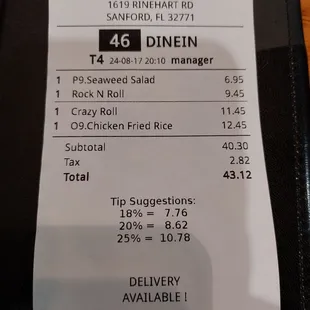 1619 RINEHART RD
SANFORD, FL 32771
46 DINEIN
T4 24-08-17 20:10 manager
1 P9.Seaweed Salad 6.95
1 Rock N Roll 9.45
1 Crazy Roll 11.45
1 O9.Chicken Fried Rice 12.45
Subtotal 40.30
Tax 2.82
Total 43.12
Tip Suggestions:
18% = 7.76
20% = 8.62
25% = 10.78
DELIVERY
AVAILABLE !